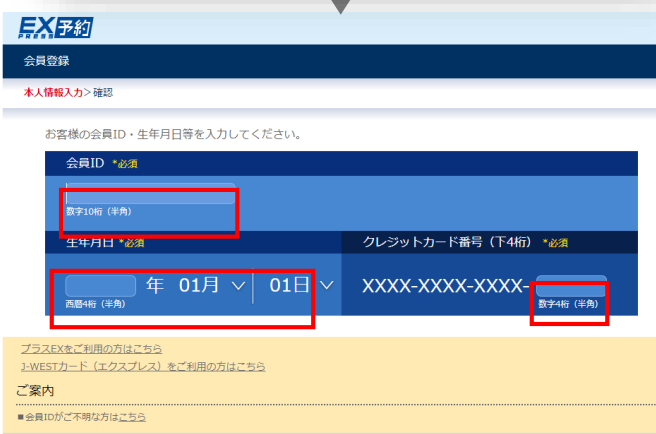 EX予約
PRESS
会員登録
本人情報入力>確認
お客様の会員ID・生年月日等を入力してください。
会員ID *必須
数字10桁（半角）
生年月日 *必須 クレジットカード番号（下4桁） *必須
年 01月 01日 XXXX-XXXX-XXXX-
西暦4桁（半角） 数字4桁（半角）
プラスEXをご利用の方はこちら
J-WESTカード（エクスプレス）をご利用の方はこちら
ご案内
■会員IDがご不明な方はこちら